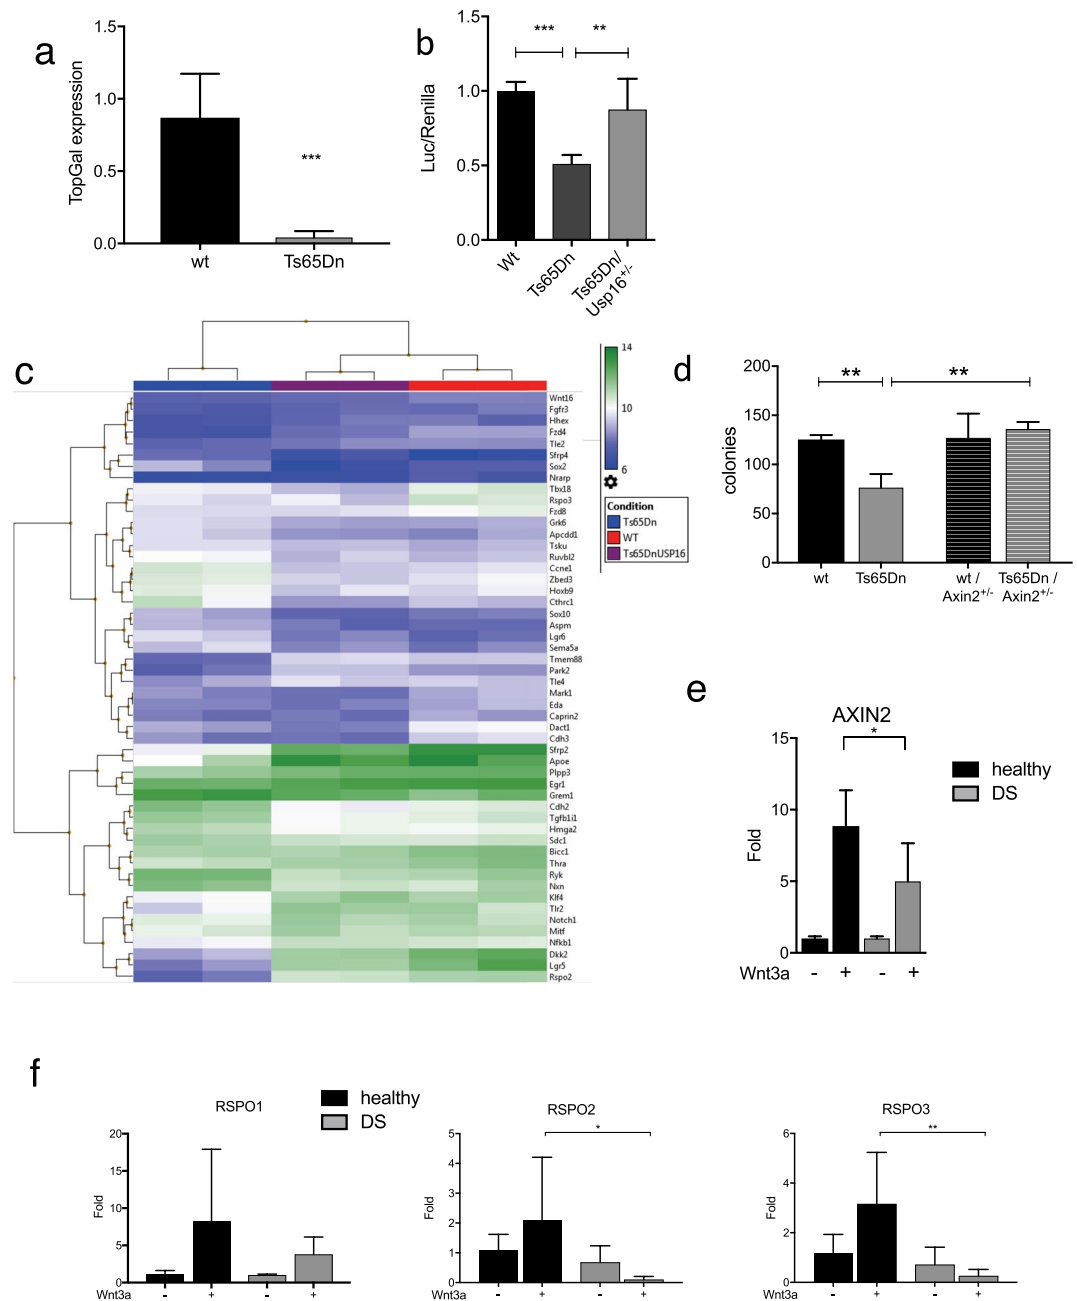 a
TopGal expression
1.5
1.0
0.5
0.0
***
wt
Ts65Dn
b
Luc/Renilla
1.5
1.0
0.5
0.0
***
**
Wt
Ts65Dn
Ts65Dn/
Usp16+/-
c
14
10
6
Condition
Ts65Dn
WT
Ts65DnUSP16
Wnt16
Fgfr3
Hhex
Fzd4
Tle2
Sfrp4
Sox2
Nrarp
Tbx18
Rspo3
Fzd8
Grk6
Apcdd1
Tsku
Ruvbl2
Ccne1
Zbed3
Hoxb9
Cthrc1
Sox10
Aspm
Lgr6
Sema5a
Tmem88
Park2
Tle4
Mark1
Eda
Caprin2
Dact1
Cdh3
Sfrp2
Apoe
Plpp3
Egr1
Grem1
Cdh2
Tgfb1i1
Hmga2
Sdc1
Bicc1
Thra
Ryk
Nxn
Klf4
Tlr2
Notch1
Mitf
Nfkb1
Dkk2
Lgr5
Rspo2
d
colonies
200
150
100
50
0
**
**
wt
Ts65Dn
wt /
Axin2+/-
Ts65Dn /
Axin2+/-
e
AXIN2
*
Fold
15
10
5
0
Wnt3a - + - +
healthy
DS
f
healthy
DS
RSPO1
Fold
20
15
10
5
0
Wnt3a - + - +
RSPO2
*
Fold
5
4
3
2
1
0
Wnt3a - + - +
RSPO3
**
Fold
6
4
2
0
Wnt3a - + - +